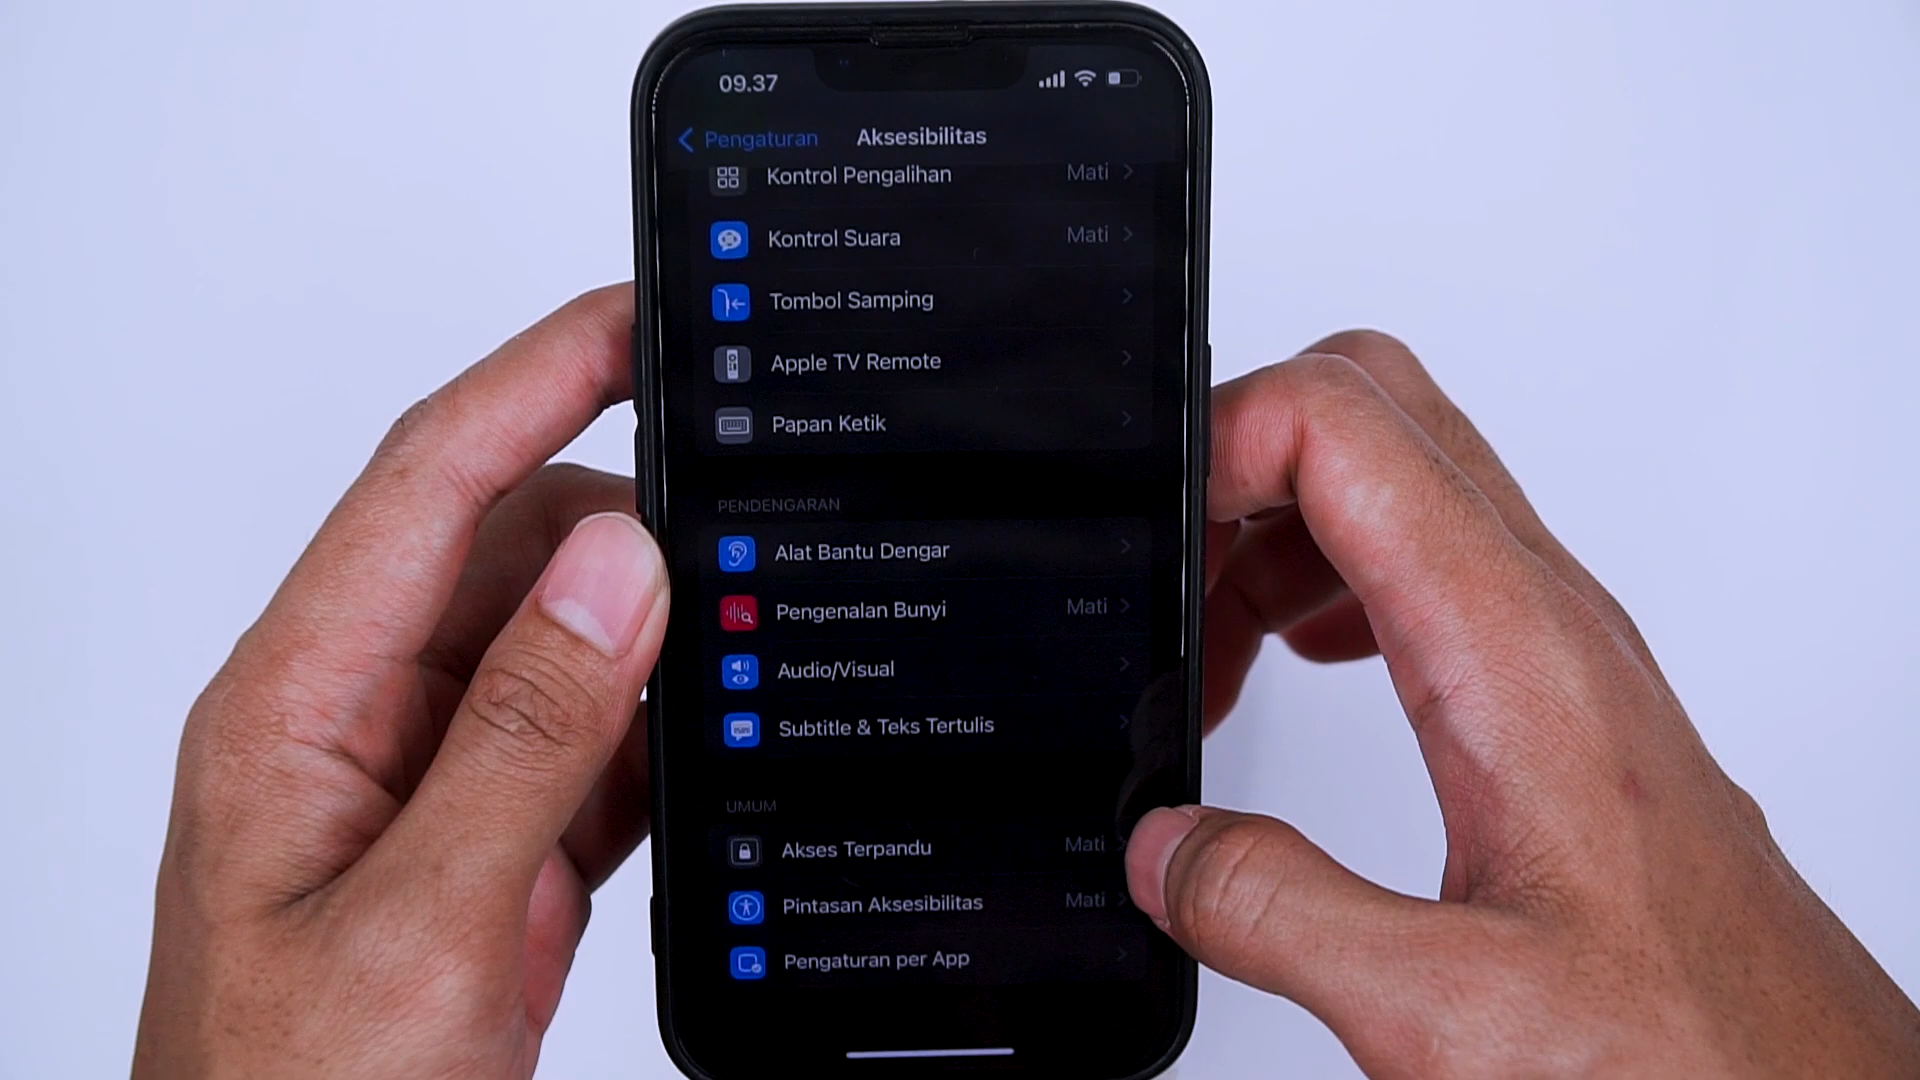 09.37
Pengaturan Aksesibilitas
Kontrol Pengalihan Mati
Kontrol Suara Mati
Tombol Samping
Apple TV Remote
Papan Ketik
PENDENGARAN
Alat Bantu Dengar
Pengenalan Bunyi Mati
Audio/Visual
Subtitle & Teks Tertulis
UMUM
Akses Terpandu Mati
Pintasan Aksesibilitas Mati
Pengaturan per App